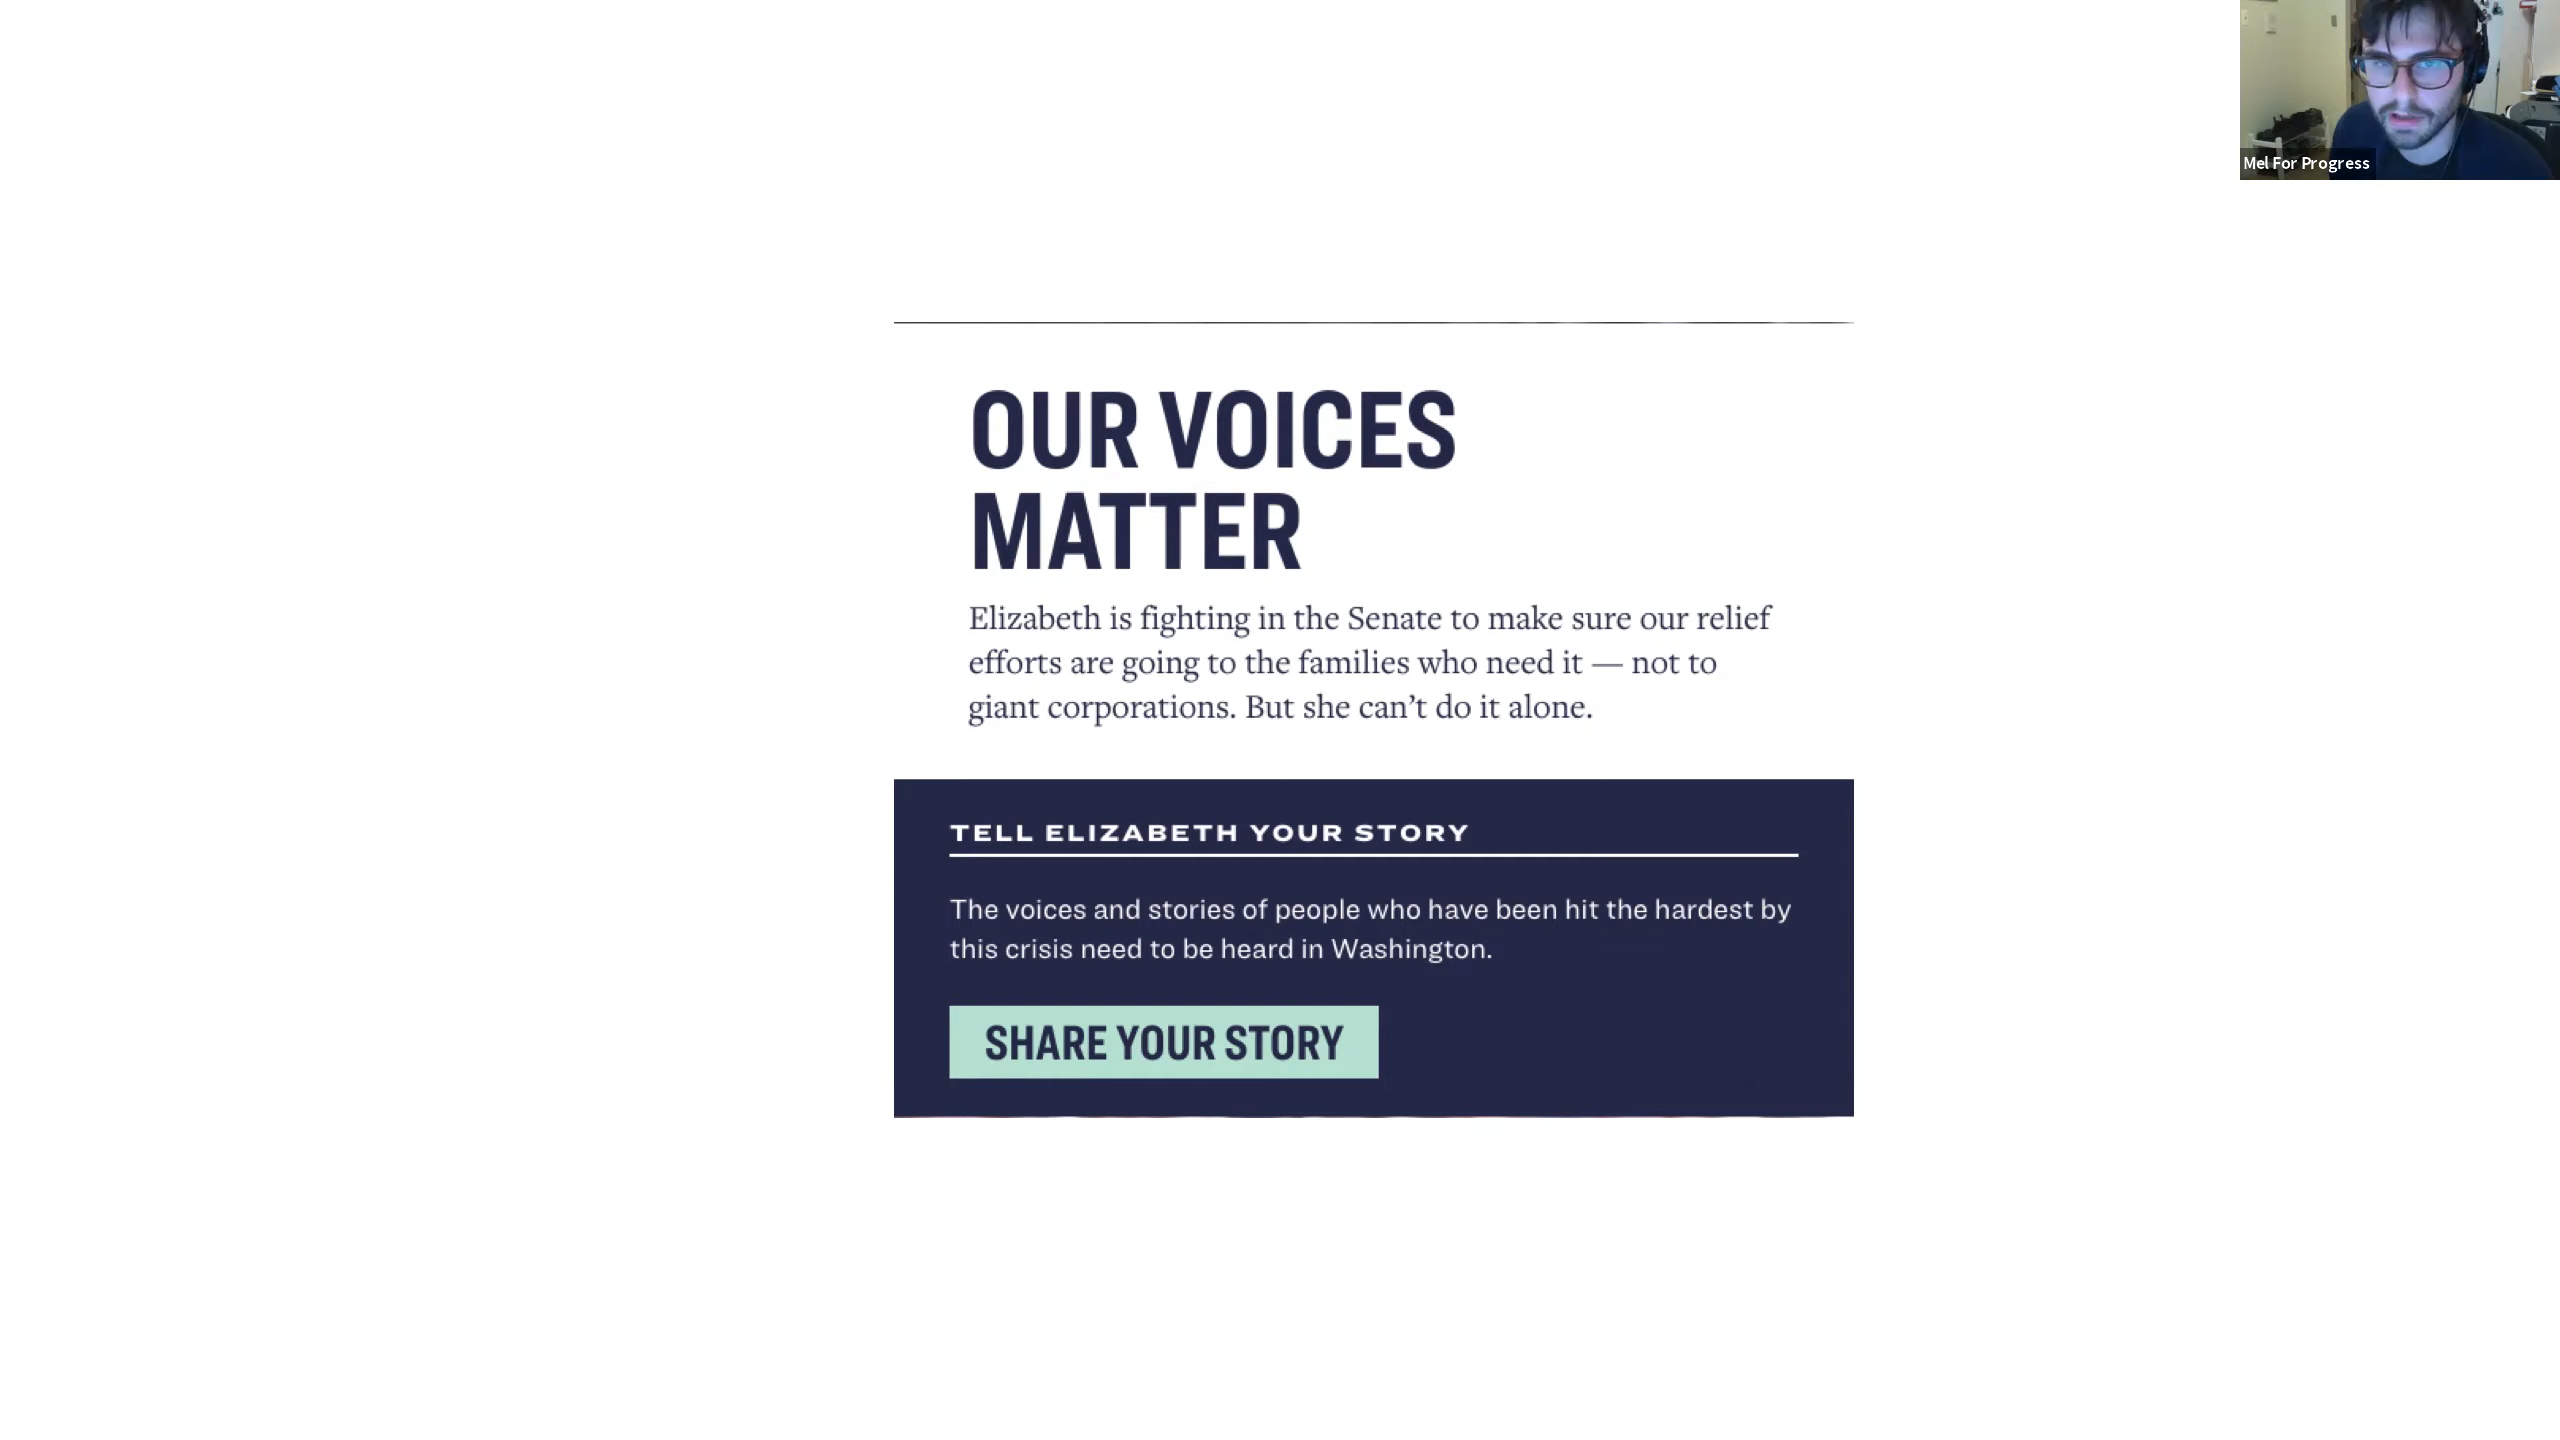 Mel For Progress
OUR VOICES
MATTER
Elizabeth is fighting in the Senate to make sure our relief
efforts are going to the families who need it — not to
giant corporations. But she can’t do it alone.
TELL ELIZABETH YOUR STORY
The voices and stories of people who have been hit the hardest by
this crisis need to be heard in Washington.
SHARE YOUR STORY